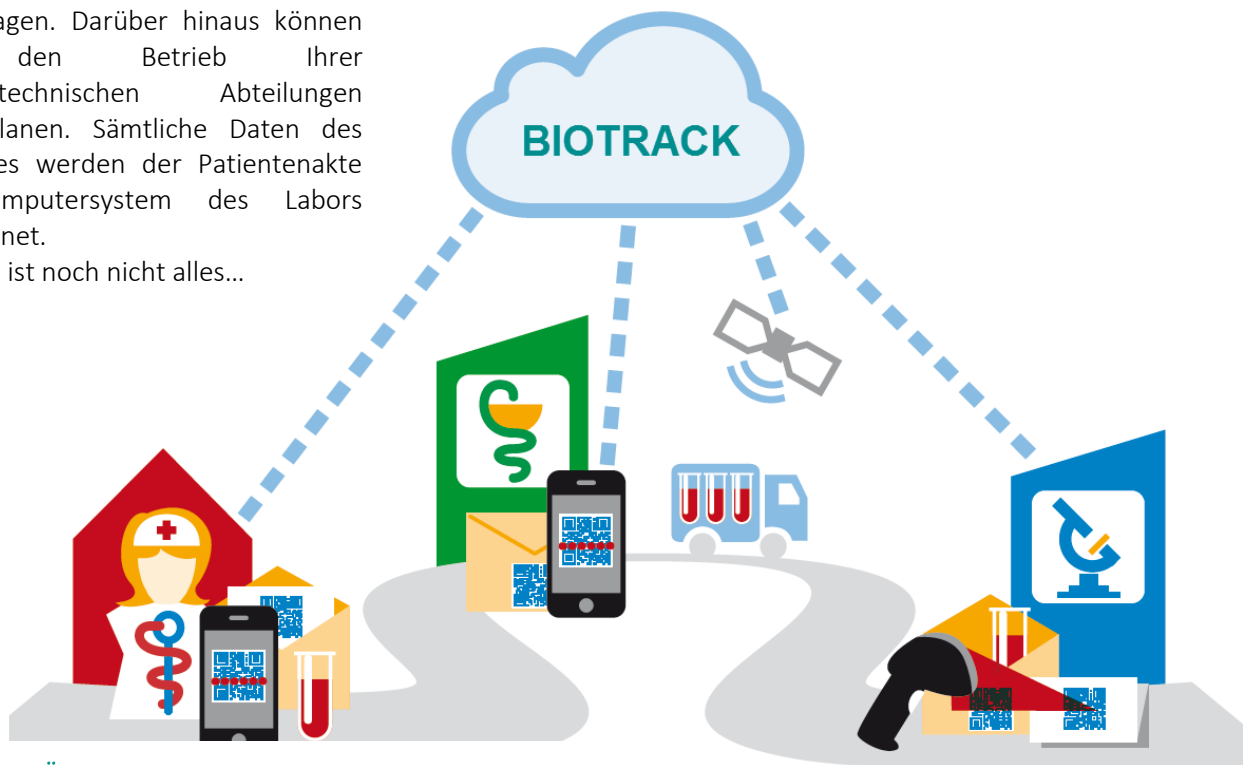 agen. Darüber hinaus können
den Betrieb Ihrer
technischen Abteilungen
lanen. Sämtliche Daten des
es werden der Patientenakte
mputersystem des Labors
net.
ist noch nicht alles...
BIOTRACK